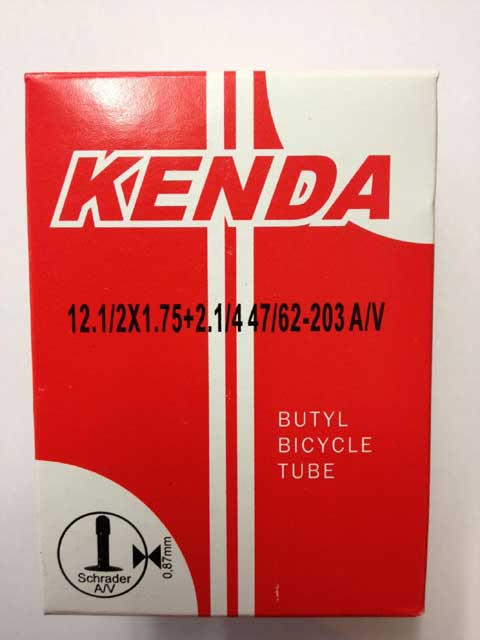 KENDA
12.1/2X1.75+2.1/4 47/62-203 A/V
BUTYL
BICYCLE
TUBE
Schrader
A/V
0,87mm